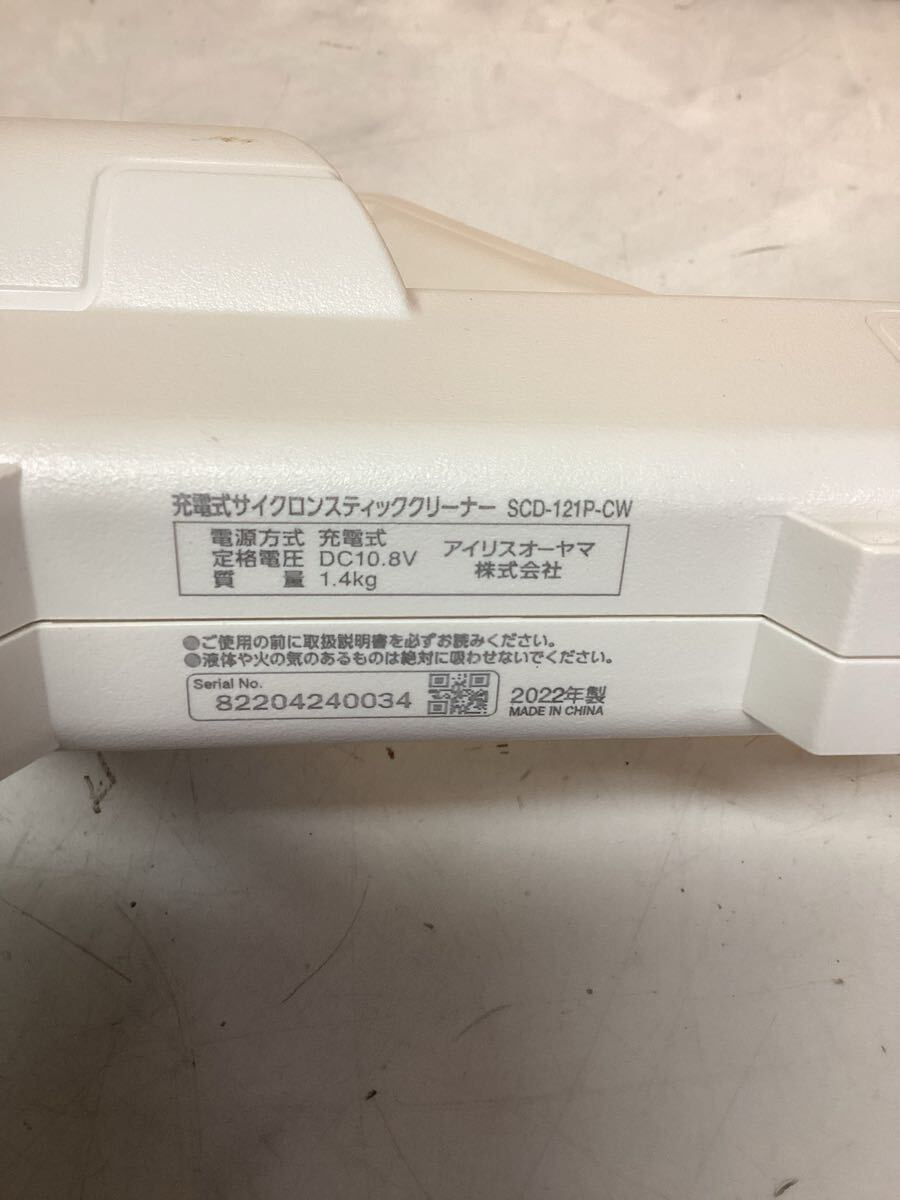 充電式サイクロンスティッククリーナー SCD-121P-CW
電源方式 充電式
定格電圧 DC10.8V
質 量 1.4kg
アイリスオーヤマ
株式会社
●ご使用の前に取扱説明書を必ずお読みください。
●液体や火の気のあるものは絶対に吸わせないでください。
Serial No.
82204240034
2022年製
MADE IN CHINA